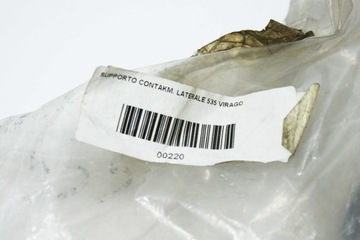 SUPPORTO CONTAKM. LATERALE 535 VIRAGO
00220